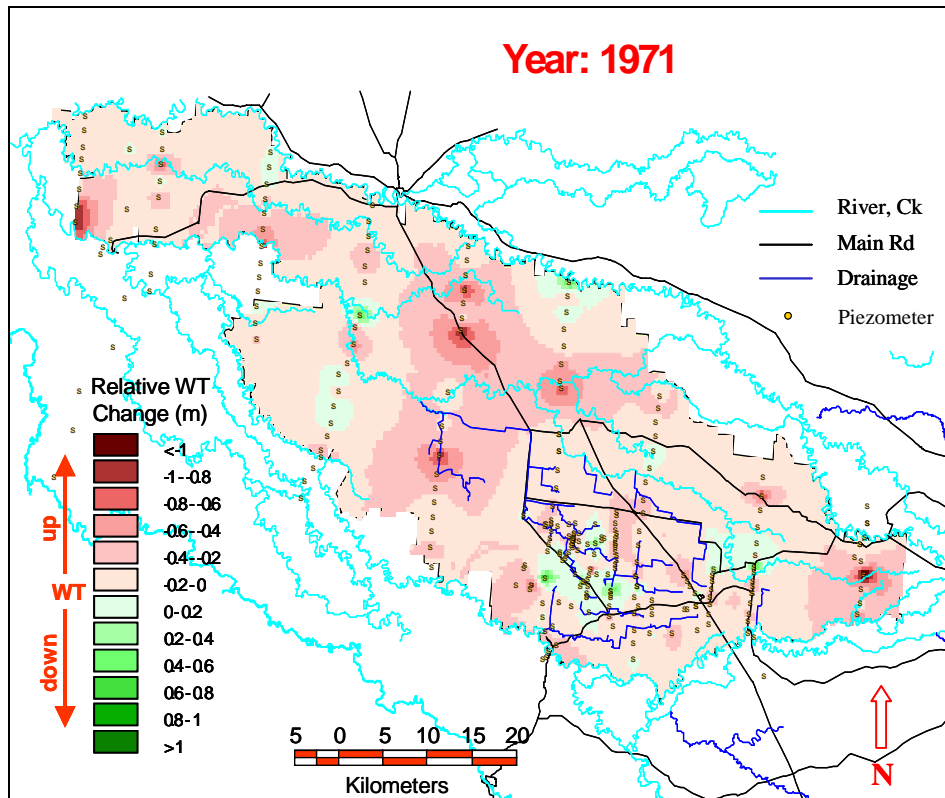 Year: 1971
River, Ck
Main Rd
Drainage
Piezometer
Relative WT
Change (m)
<-1
-1--0.8
-0.8--0.6
-0.6--0.4
-0.4--0.2
-0.2-0
0-0.2
0.2-0.4
0.4-0.6
0.6-0.8
0.8-1
>1
up
WT
down
5 0 5 10 15 20
Kilometers
N